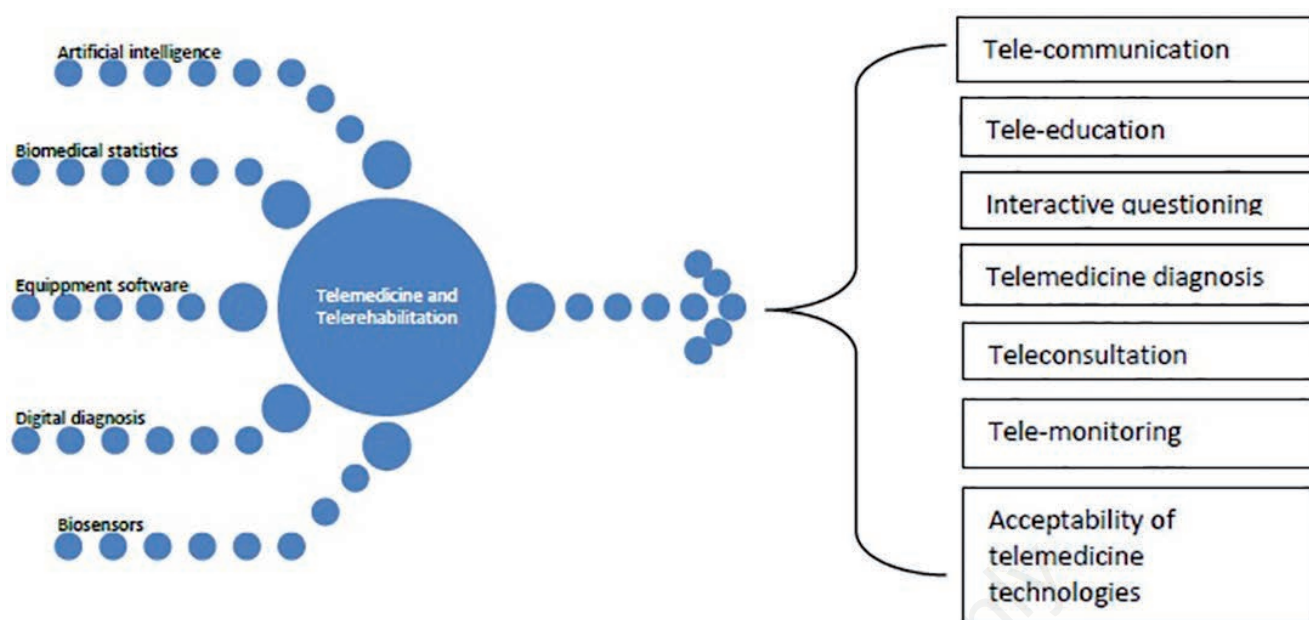 Artificial intelligence
Biomedical statistics
Equippment software
Digital diagnosis
Biosensors
Telemedicine and
Telerehabilitation
Tele-communication
Tele-education
Interactive questioning
Telemedicine diagnosis
Teleconsultation
Tele-monitoring
Acceptability of
telemedicine
technologies